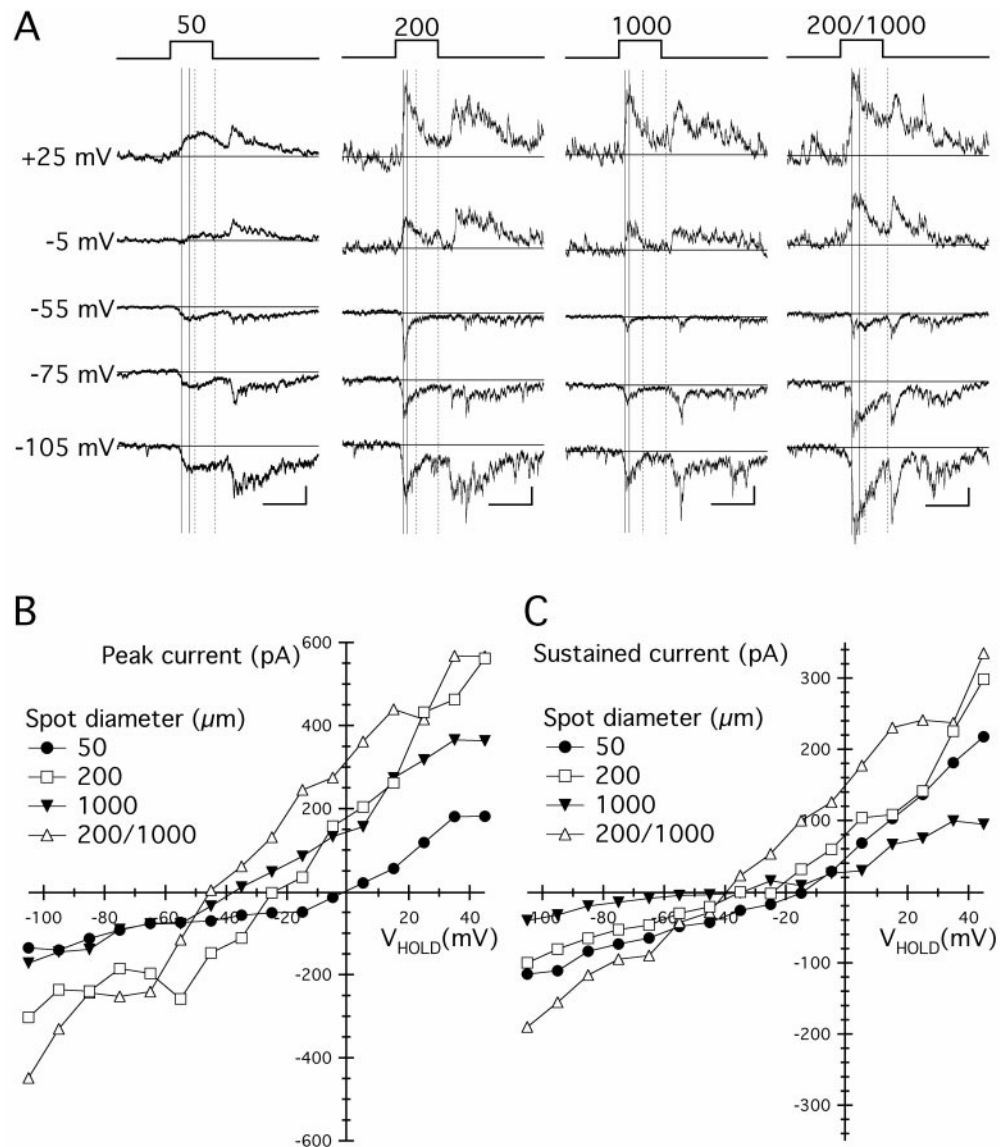 A
50 200 1000 200/1000
+25 mV
-5 mV
-55 mV
-75 mV
-105 mV
B
Peak current (pA)
Spot diameter (µm)
50
200
1000
200/1000
600
400
200
-100 -80 -60 -40 -20 20 40
V HOLD (mV)
-200
-400
-600
C
Sustained current (pA)
Spot diameter (µm)
50
200
1000
200/1000
300
200
100
-100 -80 -60 -40 -20 20 40
V HOLD (mV)
-100
-200
-300